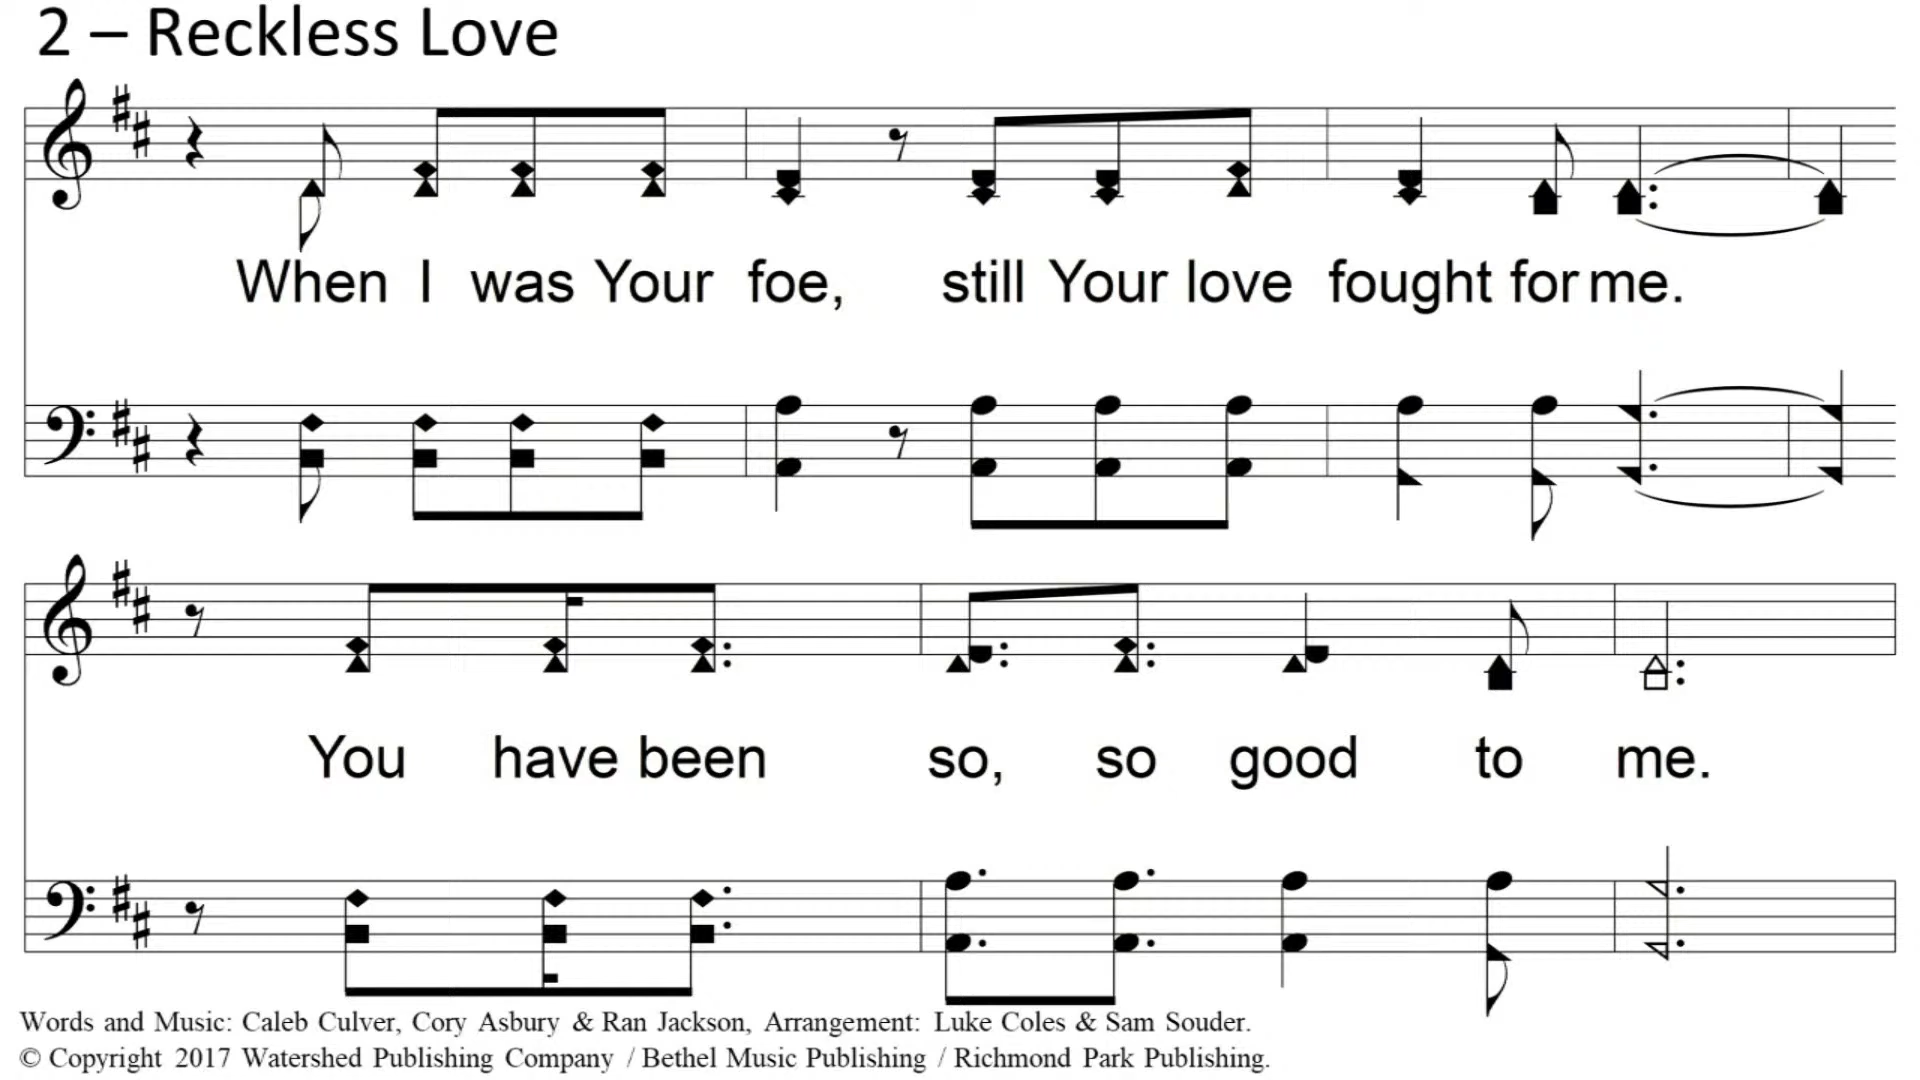 2 – Reckless Love
When I was Your foe, still Your love fought for me.
You have been so, so good to me.
Words and Music: Caleb Culver, Cory Asbury & Ran Jackson, Arrangement: Luke Coles & Sam Souder.
© Copyright 2017 Watershed Publishing Company / Bethel Music Publishing / Richmond Park Publishing.